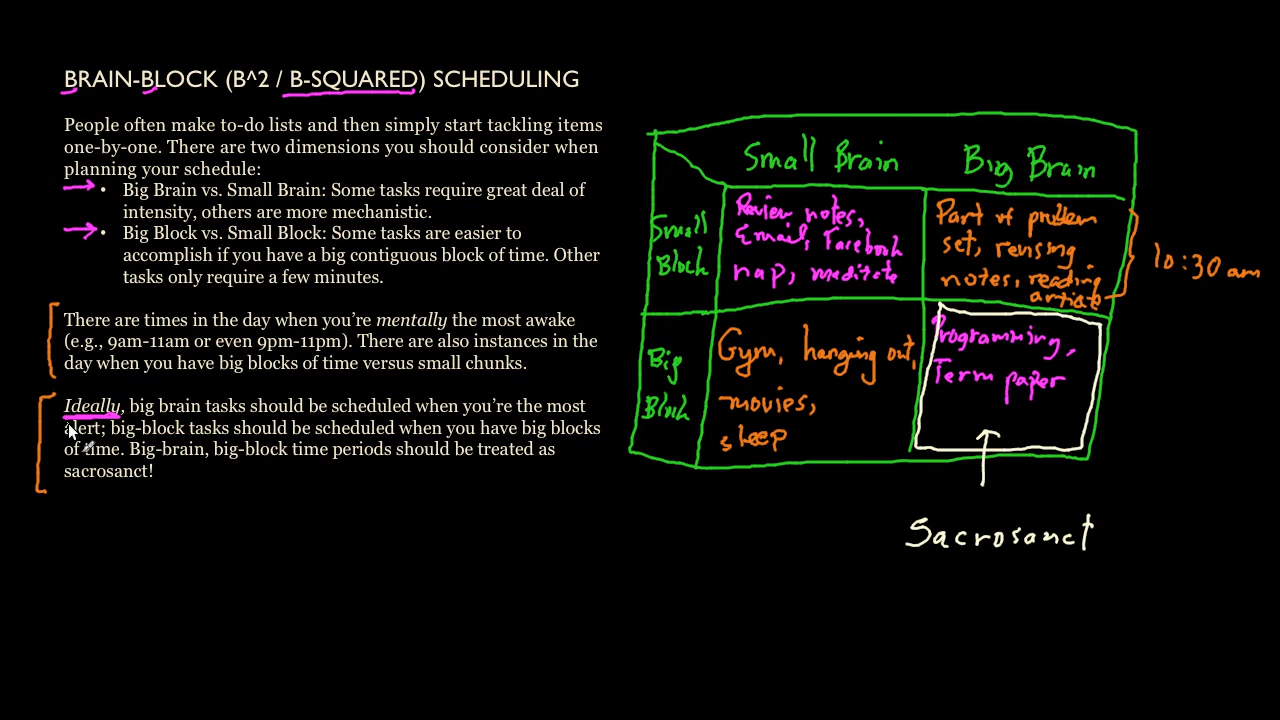 BRAIN-BLOCK (B^2 / B-SQUARED) SCHEDULING
People often make to-do lists and then simply start tackling items
one-by-one. There are two dimensions you should consider when
planning your schedule:
• Big Brain vs. Small Brain: Some tasks require great deal of
intensity, others are more mechanistic.
• Big Block vs. Small Block: Some tasks are easier to
accomplish if you have a big contiguous block of time. Other
tasks only require a few minutes.
There are times in the day when you're mentally the most awake
(e.g., 9am-11am or even 9pm-11pm). There are also instances in the
day when you have big blocks of time versus small chunks.
Ideally, big brain tasks should be scheduled when you're the most
alert; big-block tasks should be scheduled when you have big blocks
of time. Big-brain, big-block time periods should be treated as
sacrosanct!
Small Brain
Big Brain
Small
Block
Review notes,
Email, Facebook
nap, meditate
Part of problem
set, revising
notes, reading
10:30 am
Big
Block
Gym, hanging out,
movies,
sleep
Programming,
Term paper
Sacrosanct